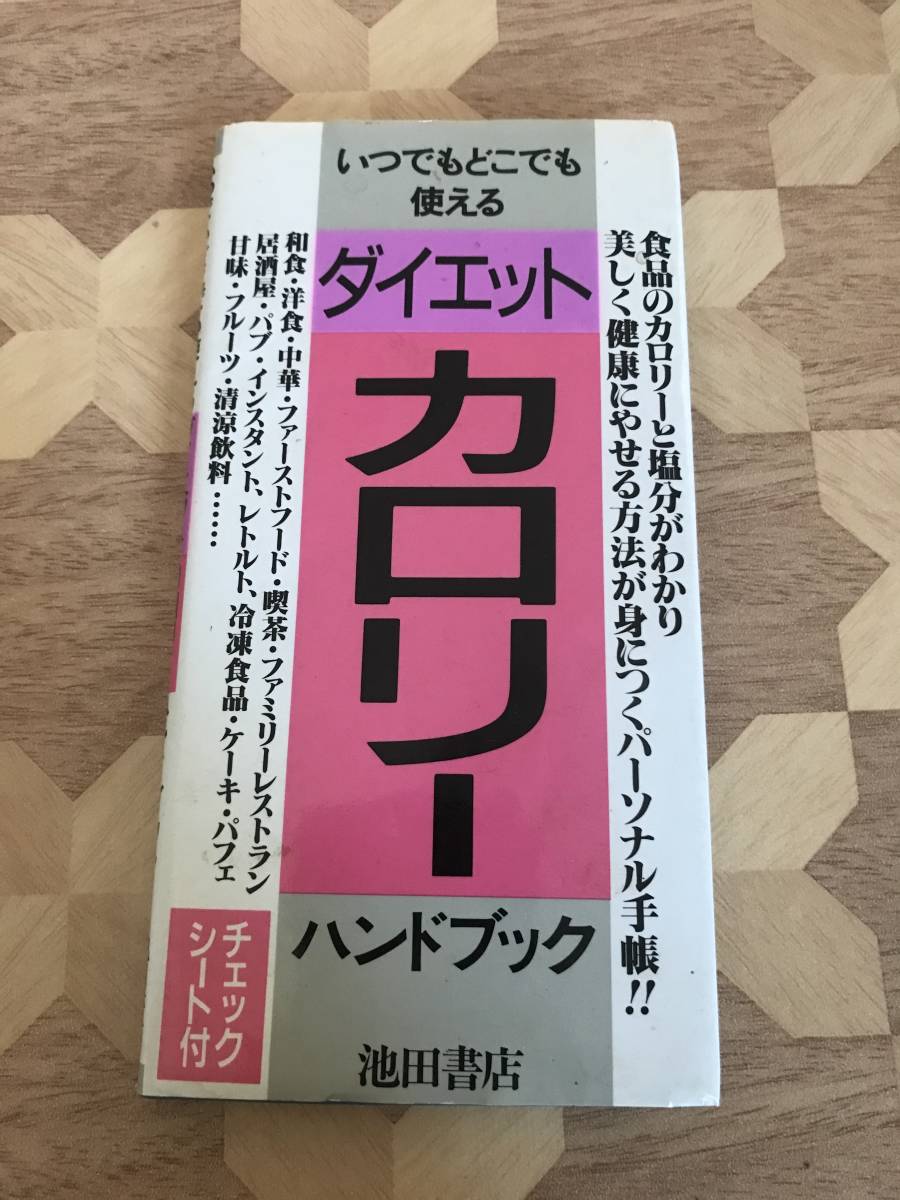 いつでもどこでも
使える
ダイエット
カロリー
ハンドブック
池田書店
食品のカロリーと塩分がわかり
美しく健康にやせる方法が身につくパーソナル手帳!!
和食・洋食・中華・ファーストフード・喫茶・ファミリーレストラン
居酒屋・パブ・インスタント、レトルト、冷凍食品・ケーキ・パフェ
甘味・フルーツ・清涼飲料……
チェック
シート付